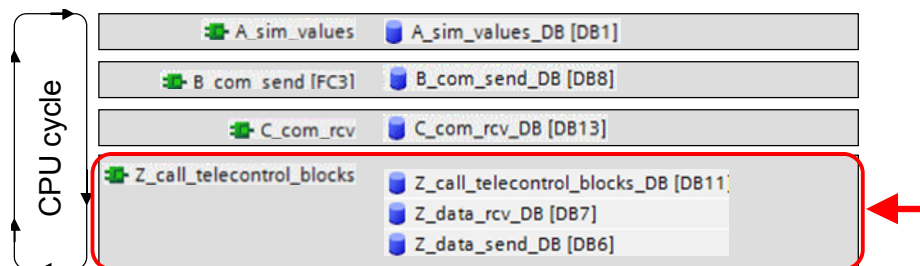 CPU cycle
A_sim_values A_sim_values_DB [DB1]
B_com_send [FC3] B_com_send_DB [DB8]
C_com_rcv C_com_rcv_DB [DB13]
Z_call_telecontrol_blocks Z_call_telecontrol_blocks_DB [DB11]
Z_data_rcv_DB [DB7]
Z_data_send_DB [DB6]